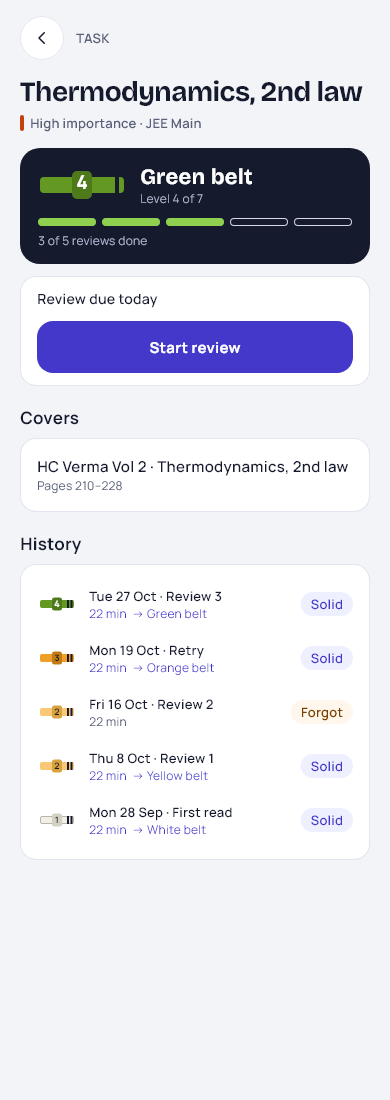 TASK
Thermodynamics, 2nd law
High importance · JEE Main
4
Green belt
Level 4 of 7
3 of 5 reviews done
Review due today
Start review
Covers
HC Verma Vol 2 · Thermodynamics, 2nd law
Pages 210–228
History
4
Tue 27 Oct · Review 3
22 min → Green belt
Solid
3
Mon 19 Oct · Retry
22 min → Orange belt
Solid
2
Fri 16 Oct · Review 2
22 min
Forgot
2
Thu 8 Oct · Review 1
22 min → Yellow belt
Solid
1
Mon 28 Sep · First read
22 min → White belt
Solid